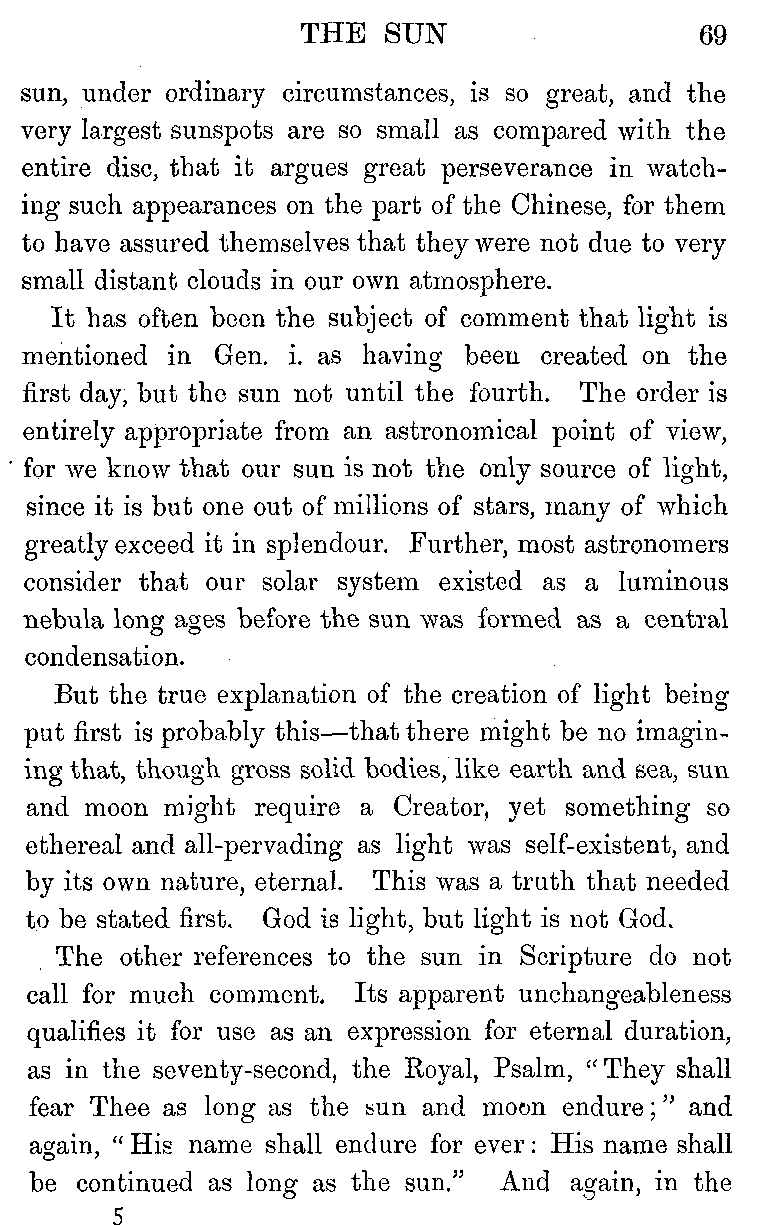 THE SUN 69
sun, under ordinary circumstances, is so great, and the
very largest sunspots are so small as compared with the
entire disc, that it argues great perseverance in watch-
ing such appearances on the part of the Chinese, for them
to have assured themselves that they were not due to very
small distant clouds in our own atmosphere.
It has often been the subject of comment that light is
mentioned in Gen. i. as having been created on the
first day, but the sun not until the fourth. The order is
entirely appropriate from an astronomical point of view,
for we know that our sun is not the only source of light,
since it is but one out of millions of stars, many of which
greatly exceed it in splendour. Further, most astronomers
consider that our solar system existed as a luminous
nebula long ages before the sun was formed as a central
condensation.
But the true explanation of the creation of light being
put first is probably this—that there might be no imagin-
ing that, though gross solid bodies, like earth and sea, sun
and moon might require a Creator, yet something so
ethereal and all-pervading as light was self-existent, and
by its own nature, eternal. This was a truth that needed
to be stated first. God is light, but light is not God.
The other references to the sun in Scripture do not
call for much comment. Its apparent unchangeableness
qualifies it for use as an expression for eternal duration,
as in the seventy-second, the Royal, Psalm, "They shall
fear Thee as long as the sun and moon endure;" and
again, "His name shall endure for ever: His name shall
be continued as long as the sun." And again, in the
5